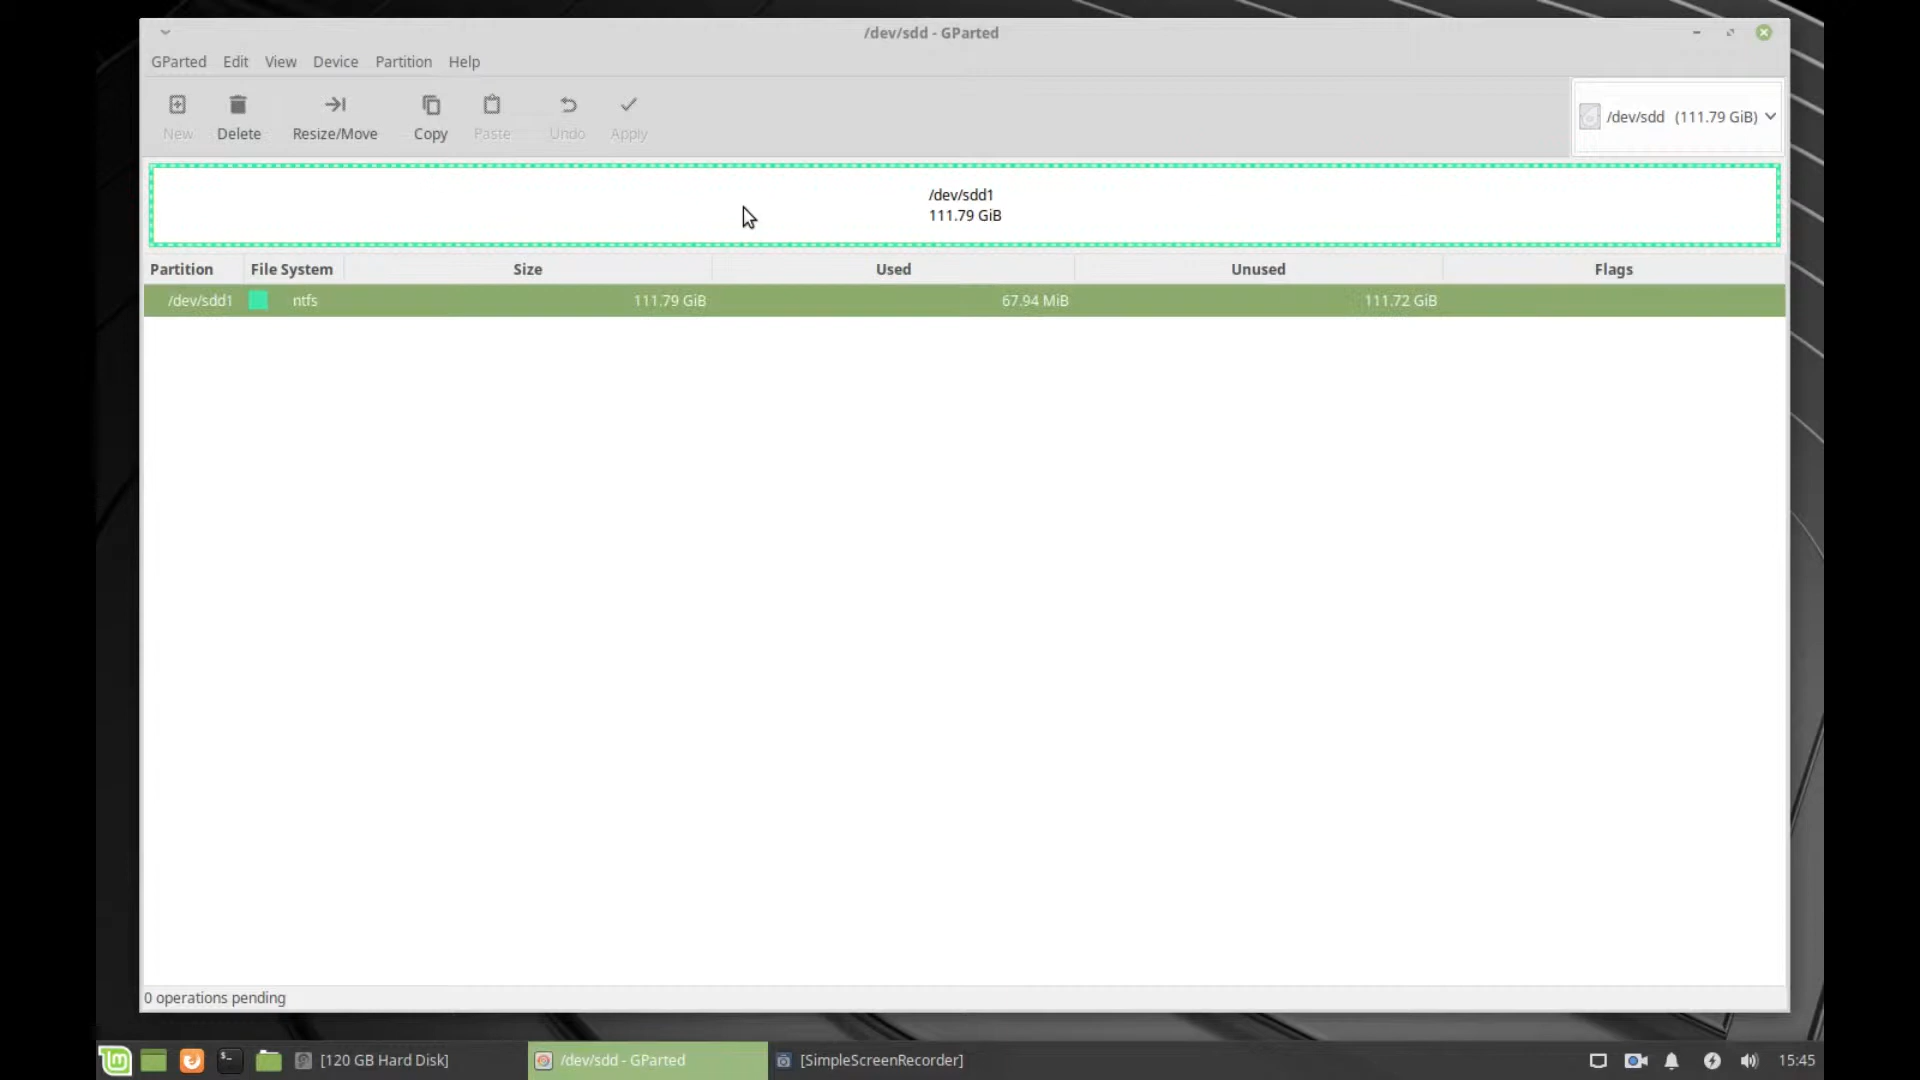 /dev/sdd - GParted
GParted Edit View Device Partition Help
New Delete Resize/Move Copy Paste Undo Apply
/dev/sdd (111.79 GiB)
/dev/sdd1
111.79 GiB
Partition File System Size Used Unused Flags
/dev/sdd1 ntfs 111.79 GiB 67.94 MiB 111.72 GiB
0 operations pending
[120 GB Hard Disk] /dev/sdd - GParted [SimpleScreenRecorder] 15:45